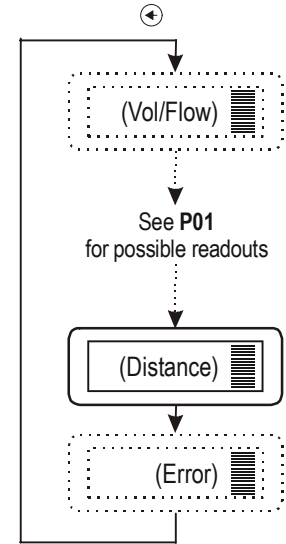 (Vol/Flow)
See P01
for possible readouts
(Distance)
(Error)